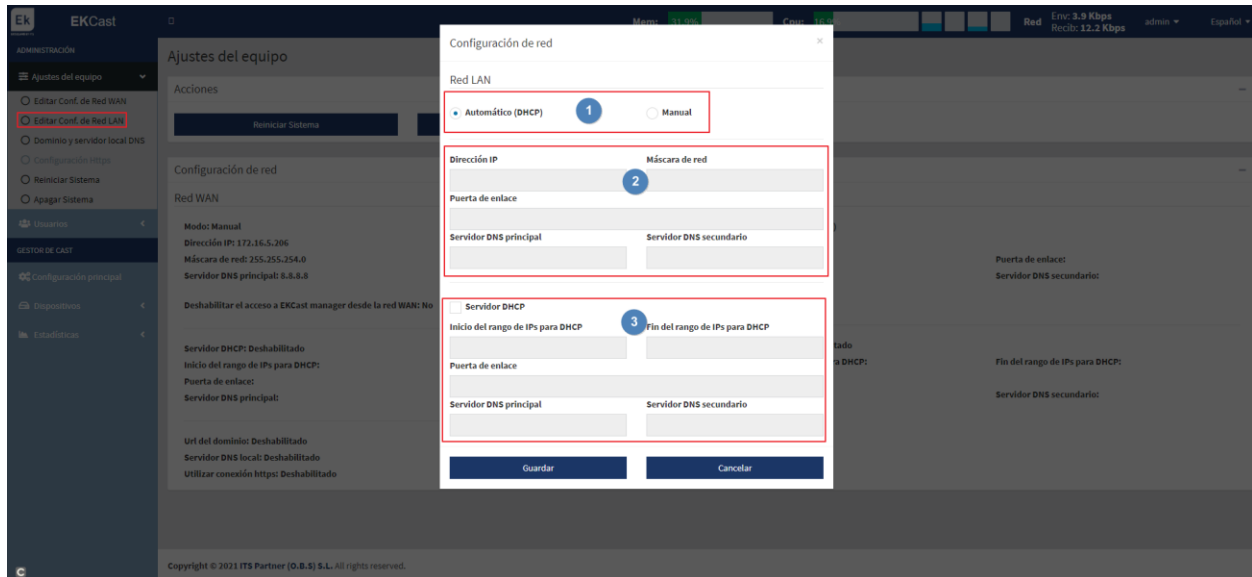 Ek EKCast Mem: 31.9% Cpu: 16.9% Red Env: 3.9 Kbps Recib: 12.2 Kbps admin Español
ADMINISTRACIÓN
Ajustes del equipo
Editar Conf. de Red WAN
Editar Conf. de Red LAN
Dominio y servidor local DNS
Configuración Https
Reiniciar Sistema
Apagar Sistema
Usuarios
GESTOR DE CAST
Configuración principal
Dispositivos
Estadísticas
Ajustes del equipo
Acciones
Reiniciar Sistema
Configuración de red
Red WAN
Modo: Manual
Dirección IP: 172.16.5.206
Máscara de red: 255.255.254.0
Servidor DNS principal: 8.8.8.8
Deshabilitar el acceso a EKCast manager desde la red WAN: No
Servidor DHCP: Deshabilitado
Inicio del rango de IPs para DHCP:
Puerta de enlace:
Servidor DNS principal:
Url del dominio: Deshabilitado
Servidor DNS local: Deshabilitado
Utilizar conexión https: Deshabilitado
Configuración de red ×
Red LAN
Automático (DHCP) 1 Manual
Dirección IP Máscara de red
2
Puerta de enlace
Servidor DNS principal Servidor DNS secundario
Servidor DHCP
Inicio del rango de IPs para DHCP 3 Fin del rango de IPs para DHCP
Puerta de enlace
Servidor DNS principal Servidor DNS secundario
Guardar Cancelar
Puerta de enlace:
Servidor DNS secundario:
tado
a DHCP: Fin del rango de IPs para DHCP:
Servidor DNS secundario:
Copyright © 2021 ITS Partner (O.B.S) S.L. All rights reserved.